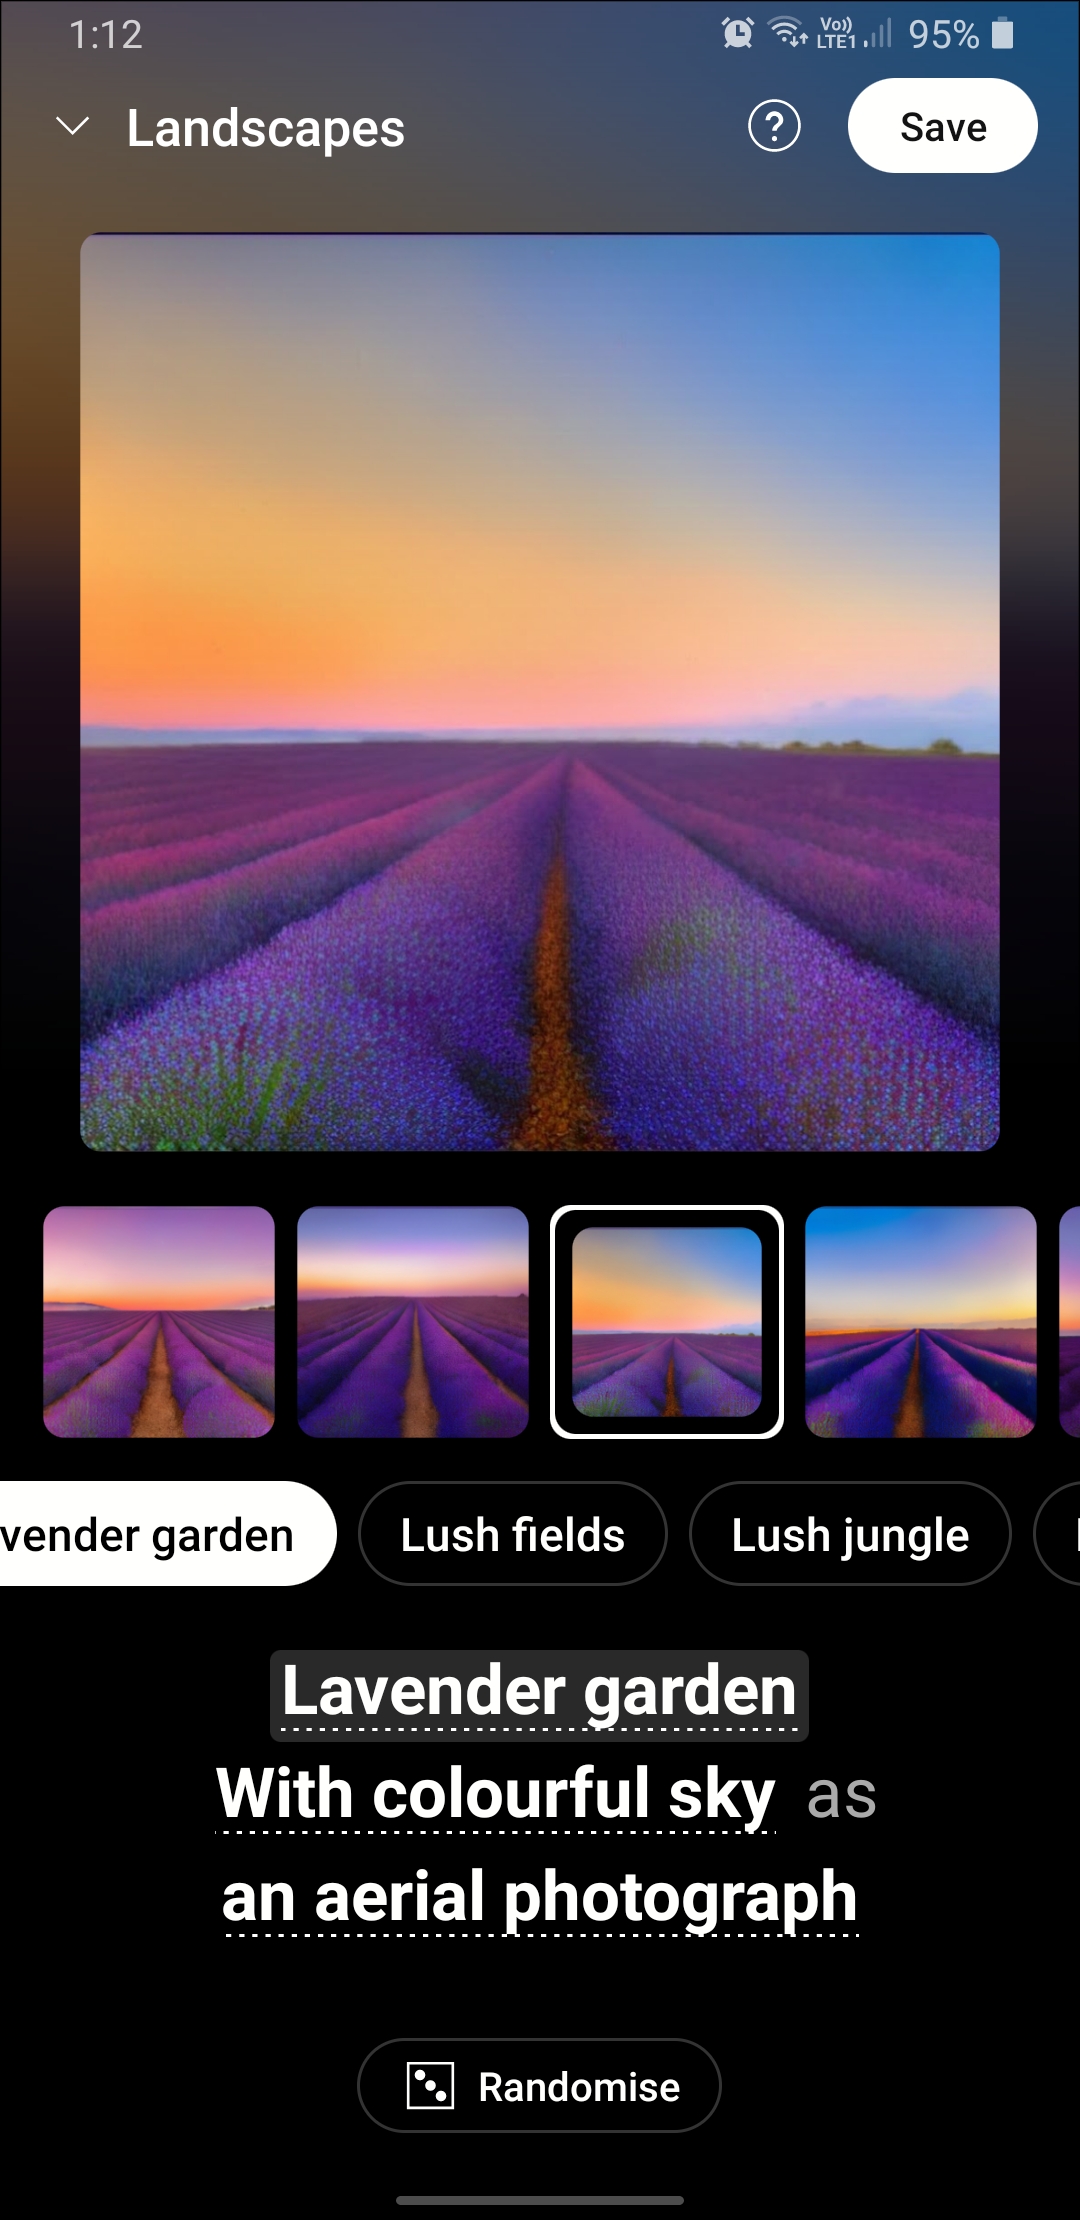 1:12
Vo))
LTE1
95%
Landscapes
?
Save
vender garden
Lush fields
Lush jungle
Lavender garden
With colourful sky as
an aerial photograph
Randomise